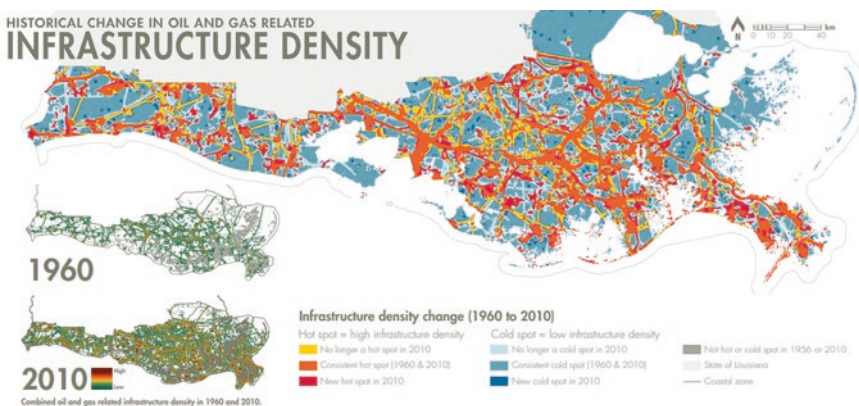 HISTORICAL CHANGE IN OIL AND GAS RELATED
INFRASTRUCTURE DENSITY
N
km
0 10 20 40
1960
2010
High
Low
Combined oil and gas related infrastructure density in 1960 and 2010.
Infrastructure density change (1960 to 2010)
Hot spot = high infrastructure density
No longer a hot spot in 2010
Consistent hot spot (1960 & 2010)
New hot spot in 2010
Cold spot = low infrastructure density
No longer a cold spot in 2010
Consistent cold spot (1960 & 2010)
New cold spot in 2010
Not hot or cold spot in 1956 or 2010.
State of Louisiana
Coastal zone